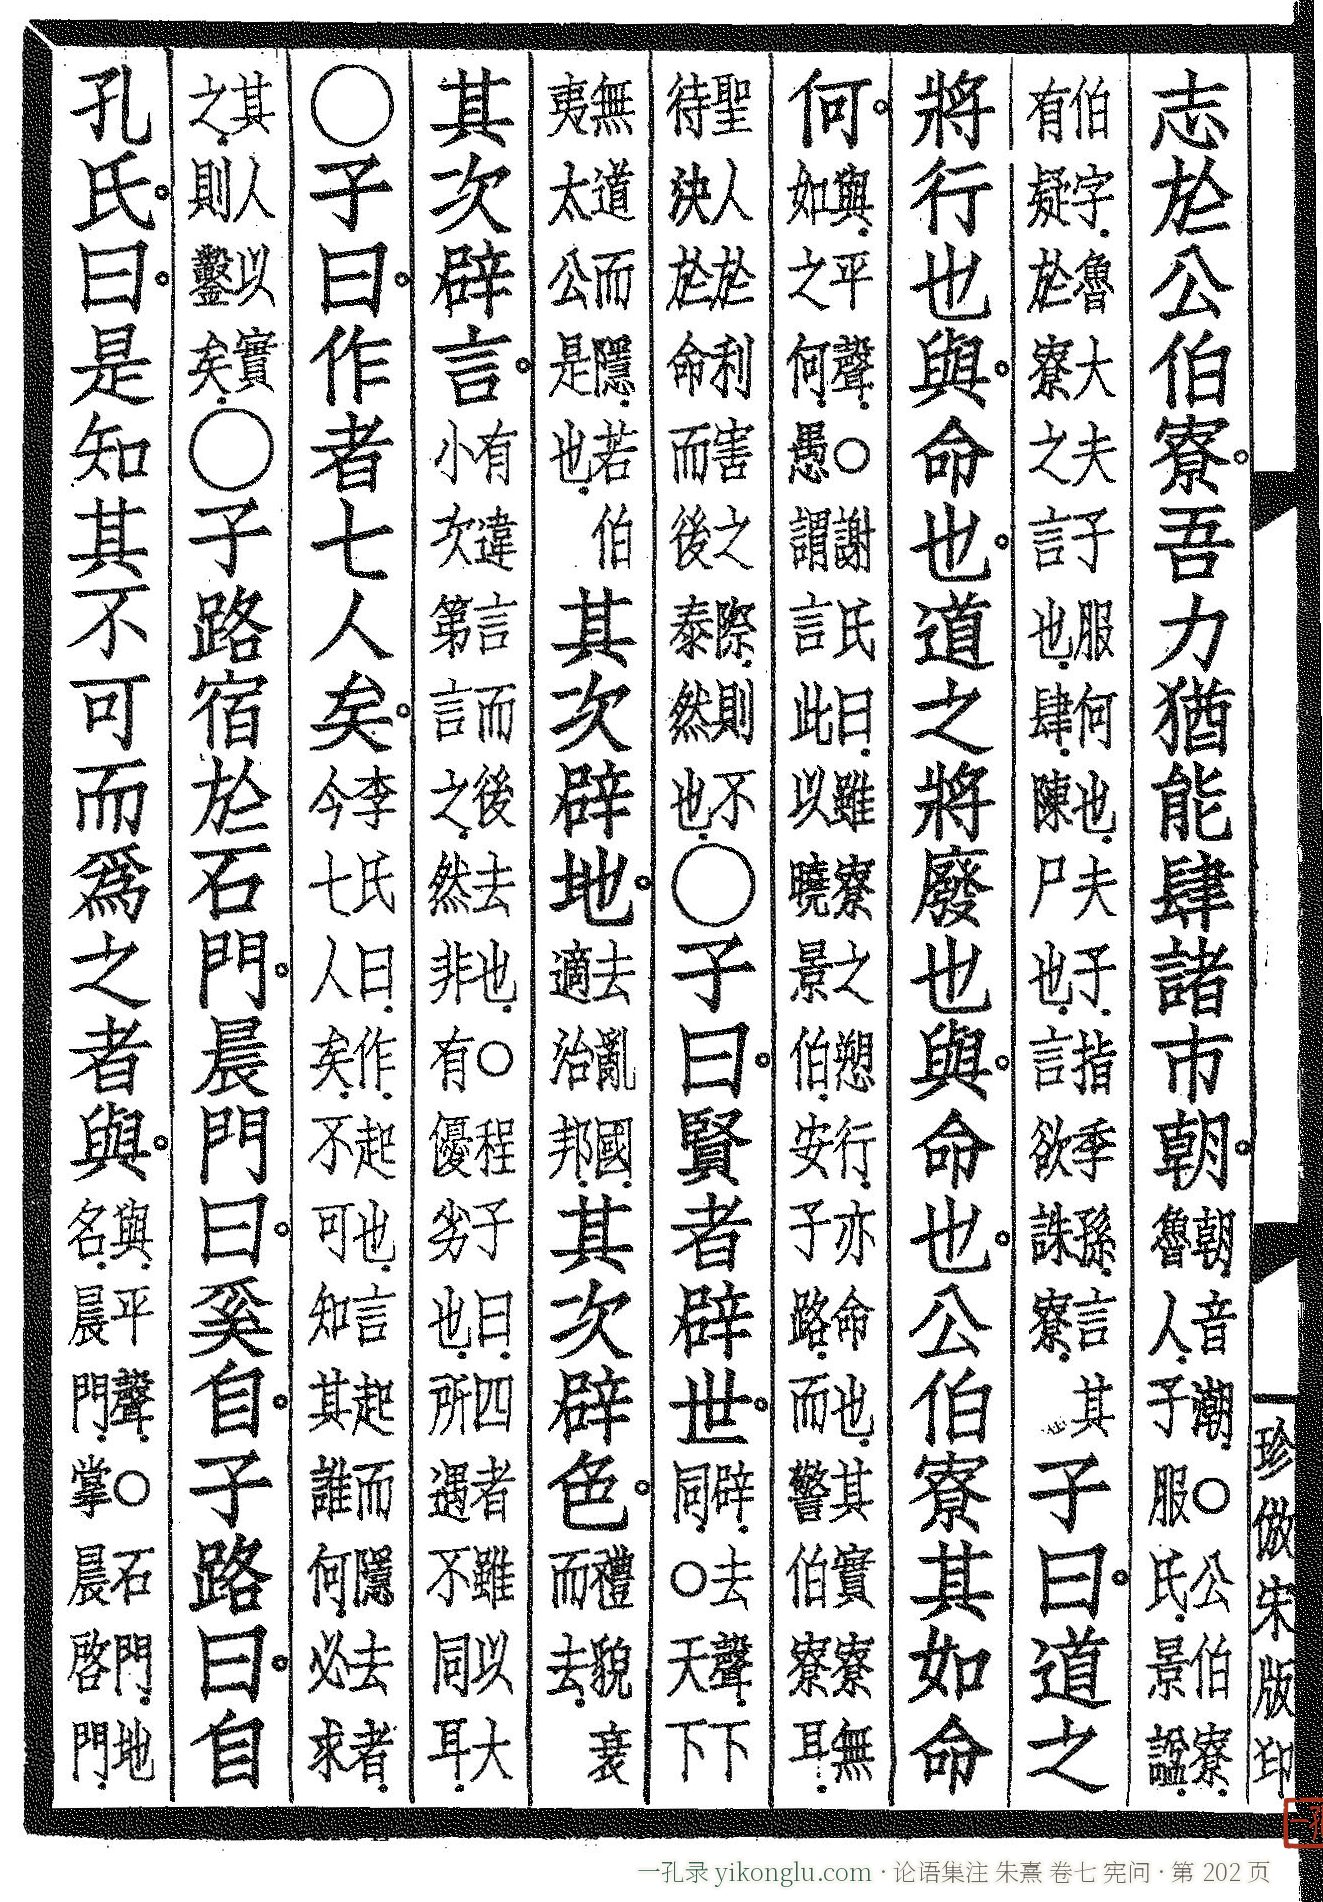 志於公伯寮。吾力猶能肆諸市朝。朝音潮。○公伯寮。魯人。子服氏。景諡。
伯字。魯大夫子服何也。夫子。指季孫。言其有疑於寮之言也。肆。陳尸也。言欲誅寮。子曰。道之
將行也與。命也。道之將廢也與。命也。公伯寮其如命
何。與。平聲。○謝氏曰。雖寮之愬行。亦命也。其實寮無如之何。愚謂言此以曉景伯。安子路。而警伯寮耳。
聖人於利害之際。則不待決於命而後泰然也。○子曰。賢者辟世。辟。去聲。下同。○天下
無道而隱。若伯夷太公是也。其次辟地。去亂國。適治邦。其次辟色。禮貌衰而去。
其次辟言。有違言而後去也。○程子曰。四者雖以大小次第言之。然非有優劣也。所遇不同耳。
○子曰。作者七人矣。李氏曰。作。起也。言起而隱去者。今七人矣。不可知其誰何。必求
其人以實之。則鑿矣。○子路宿於石門。晨門曰。奚自。子路曰。自
孔氏。曰。是知其不可而爲之者與。與。平聲。○石門。地名。晨門。掌晨啓門。
珍倣宋版印
一孔录 yikonglu.com · 论语集注 朱熹 卷七 宪问 · 第 202 页